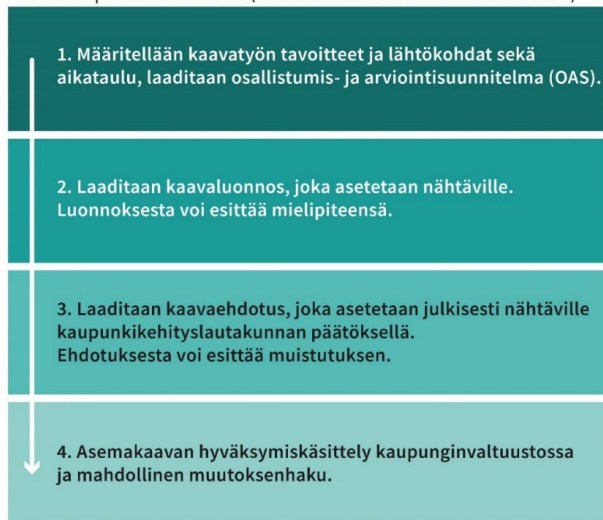 1. Määritellään kaavatyön tavoitteet ja lähtökohdat sekä
aikataulu, laaditaan osallistumis- ja arviointisuunnitelma (OAS).
2. Laaditaan kaavaluonnos, joka asetetaan nähtäville.
Luonnoksesta voi esittää mielipiteensä.
3. Laaditaan kaavaehdotus, joka asetetaan julkisesti nähtäville
kaupunkikehityslautakunnan päätöksellä.
Ehdotuksesta voi esittää muistutuksen.
4. Asemakaavan hyväksymiskäsittely kaupunginvaltuustossa
ja mahdollinen muutoksenhaku.